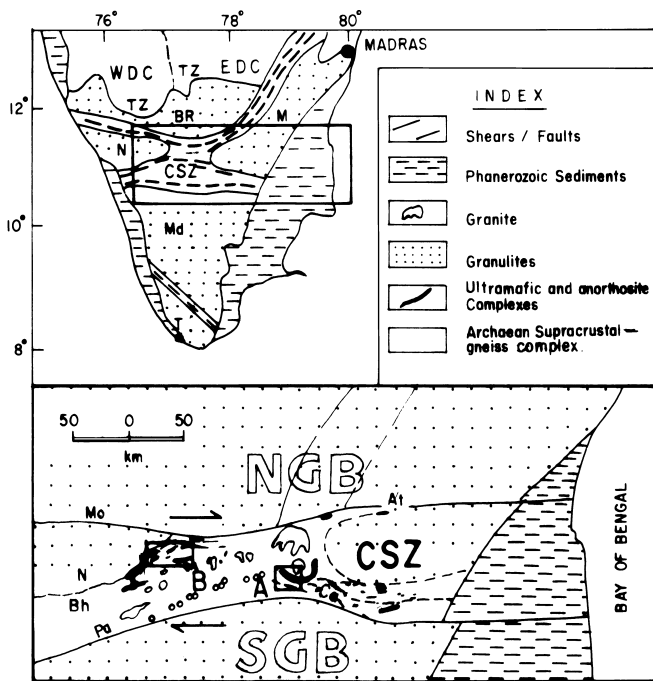 76° 78° 80°
MADRAS
WDC TZ EDC
12° TZ BR M
N CSZ
10° Md
T
8°
INDEX
Shears / Faults
Phanerozoic Sediments
Granite
Granulites
Ultramafic and anorthosite
Complexes
Archaean Supracrustal–
gneiss complex.
50 0 50
km
NGB
Mo At
CSZ
N B A
Bh
Pa
SGB
BAY OF BENGAL